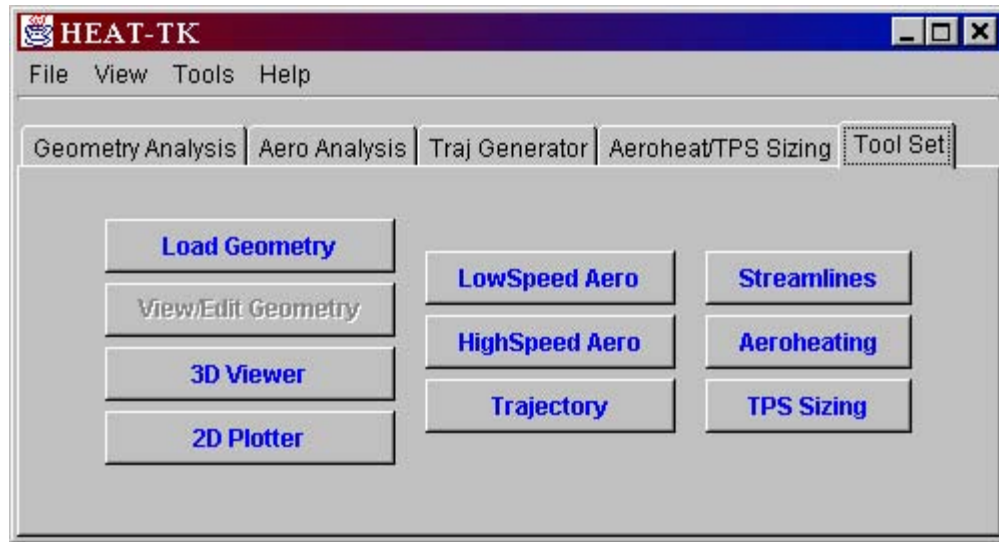 HEAT-TK
File View Tools Help
Geometry Analysis Aero Analysis Traj Generator Aeroheat/TPS Sizing Tool Set
Load Geometry
View/Edit Geometry
3D Viewer
2D Plotter
LowSpeed Aero
HighSpeed Aero
Trajectory
Streamlines
Aeroheating
TPS Sizing